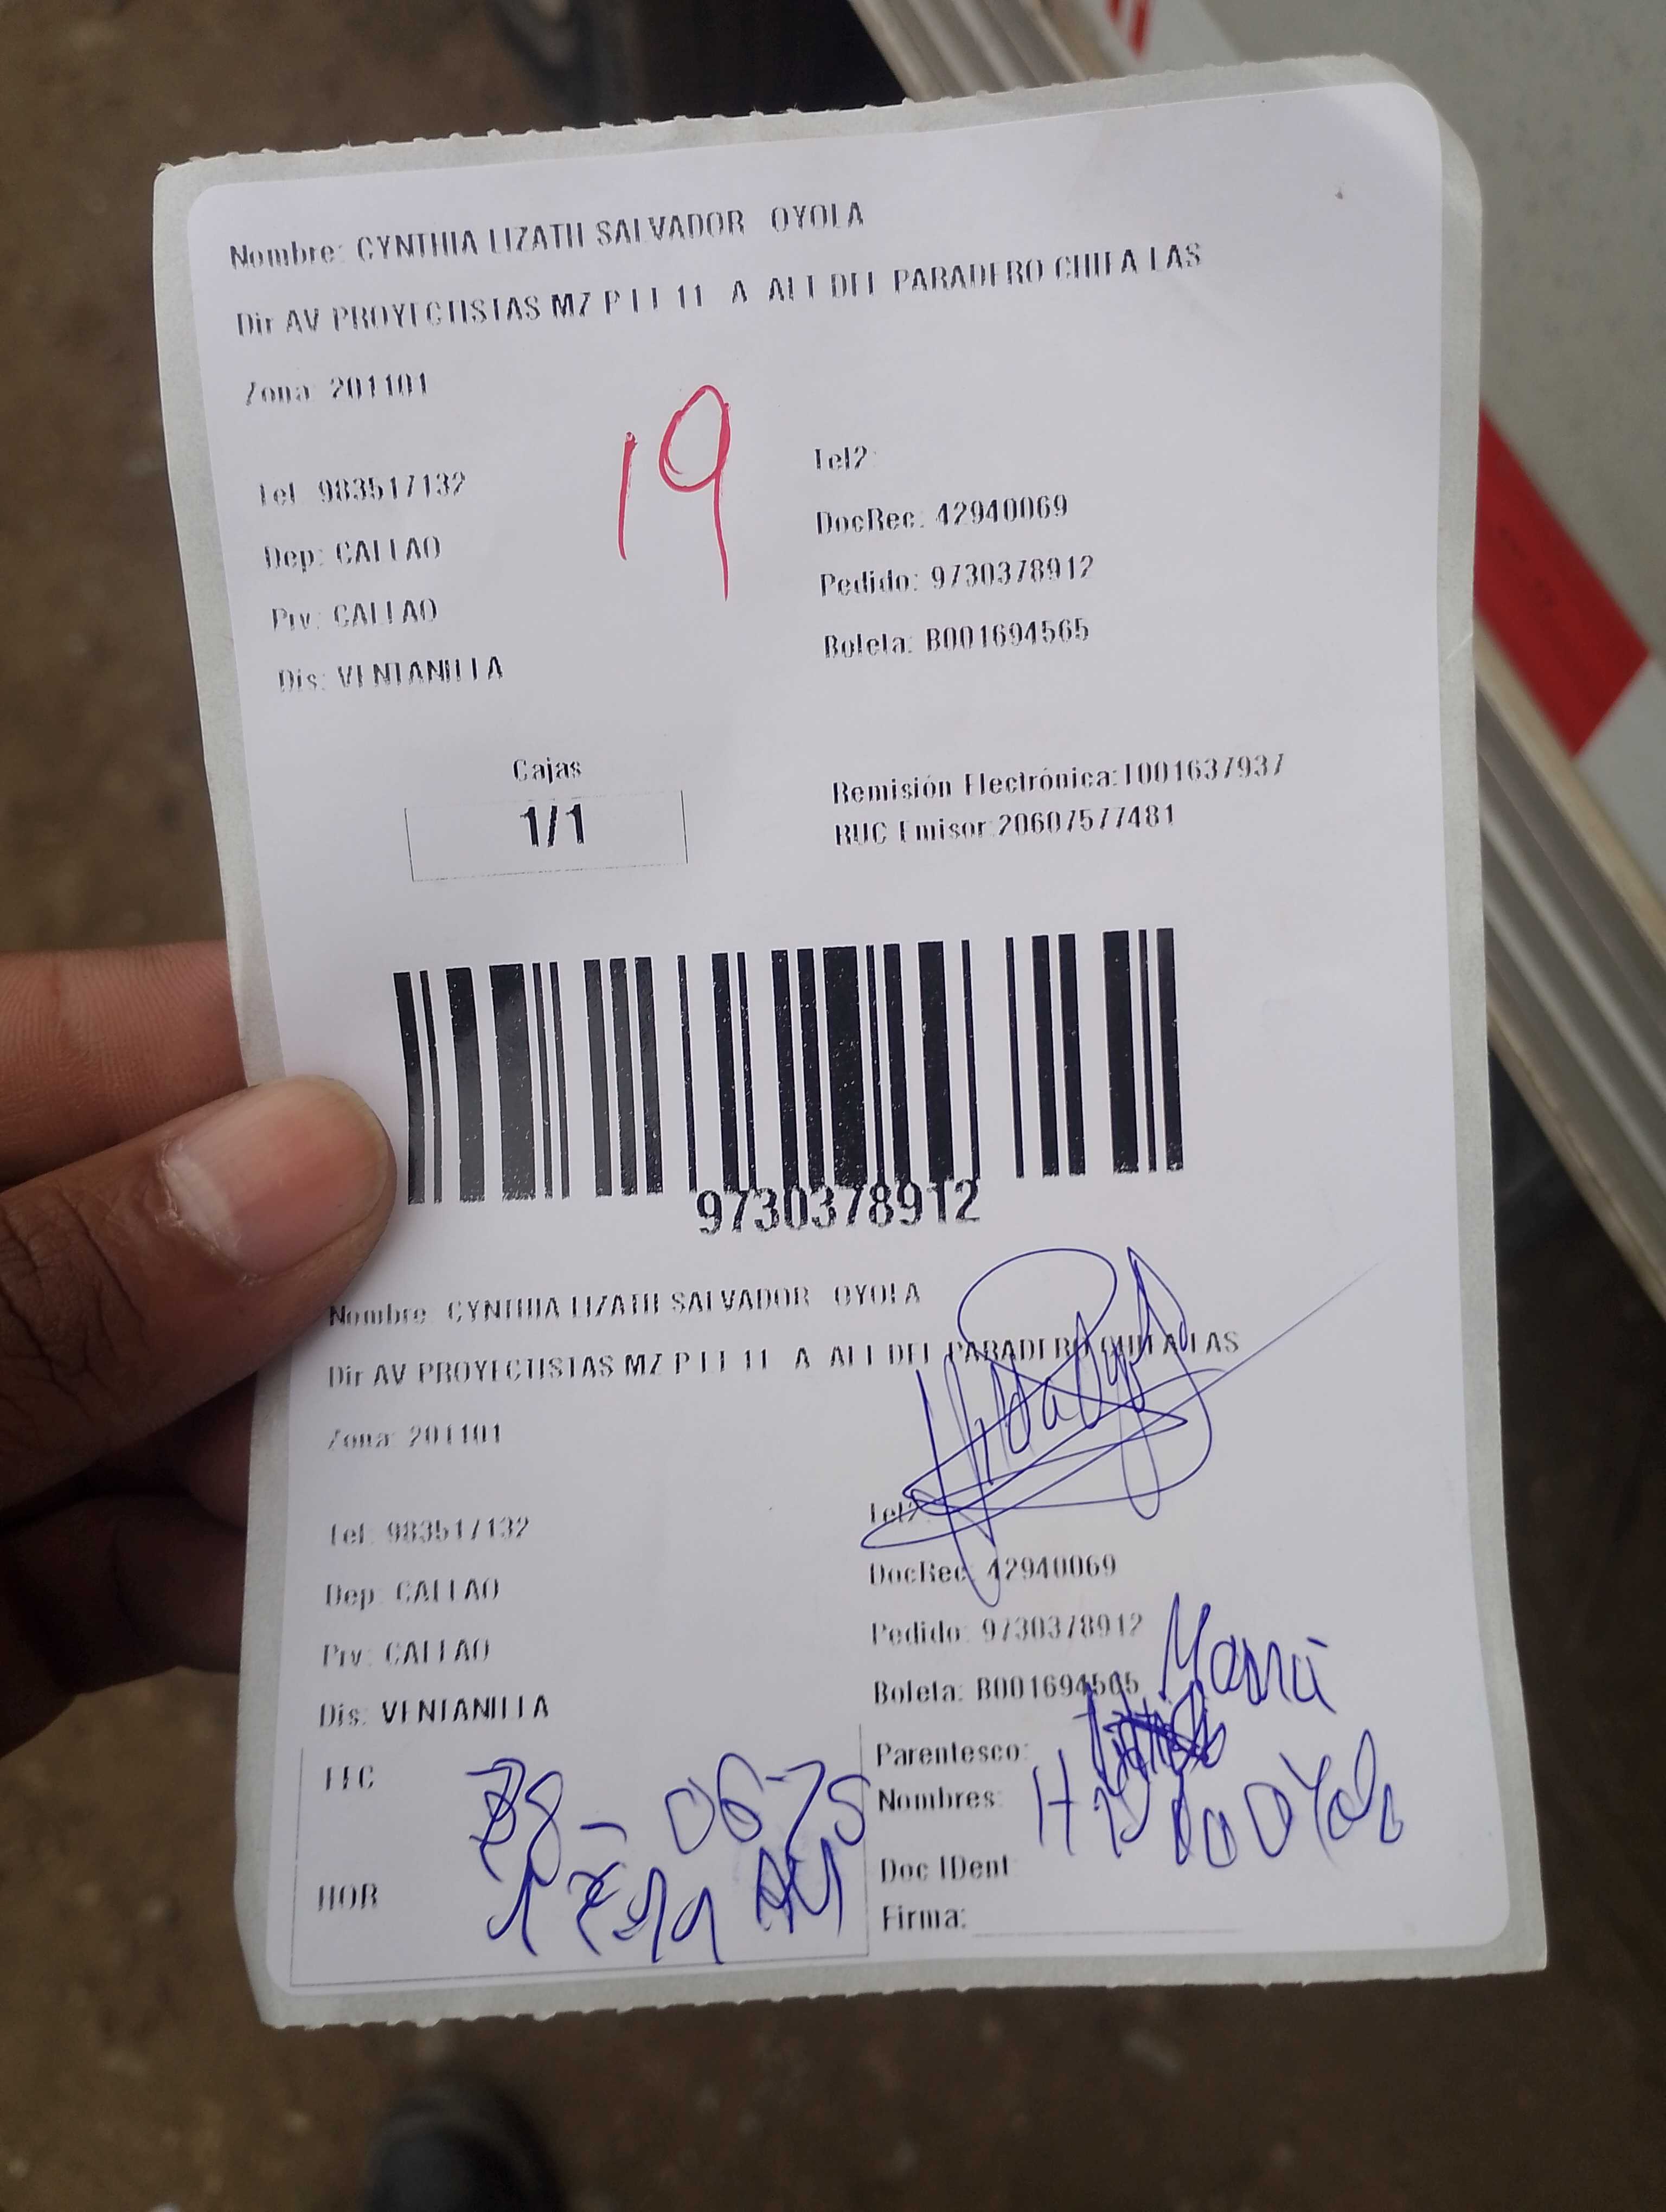 Nombre: CYNTHIA LIZATH SALVADOR OYOLA
Dir AV PROYECTISTAS MZ P LT 11 A ALT DEL PARADERO CHIFA LAS
Zona: 201101
19
Tel: 983517132
Tel2:
Dep: CALLAO
DocRec: 42940069
Prv: CALLAO
Pedido: 9730378912
Dis: VENTANILLA
Boleta: B001694565
Cajas
1/1
Remisión Electrónica:T001637937
RUC Emisor:20607577481
9730378912
Nombre: CYNTHIA LIZATH SALVADOR OYOLA
Dir AV PROYECTISTAS MZ P LT 11 A ALT DEL PARADERO CHIFA LAS
Zona: 201101
Tel: 983517132
Tel2:
Dep: CALLAO
DocRec: 42940069
Prv: CALLAO
Pedido: 9730378912
Dis: VENTANILLA
Boleta: B001694565
Parentesco:
Nombres:
Doc IDent
HOR
Firma: